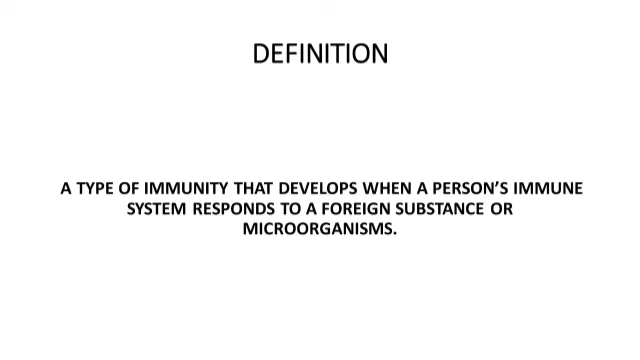 DEFINITION
A TYPE OF IMMUNITY THAT DEVELOPS WHEN A PERSON’S IMMUNE
SYSTEM RESPONDS TO A FOREIGN SUBSTANCE OR
MICROORGANISMS.